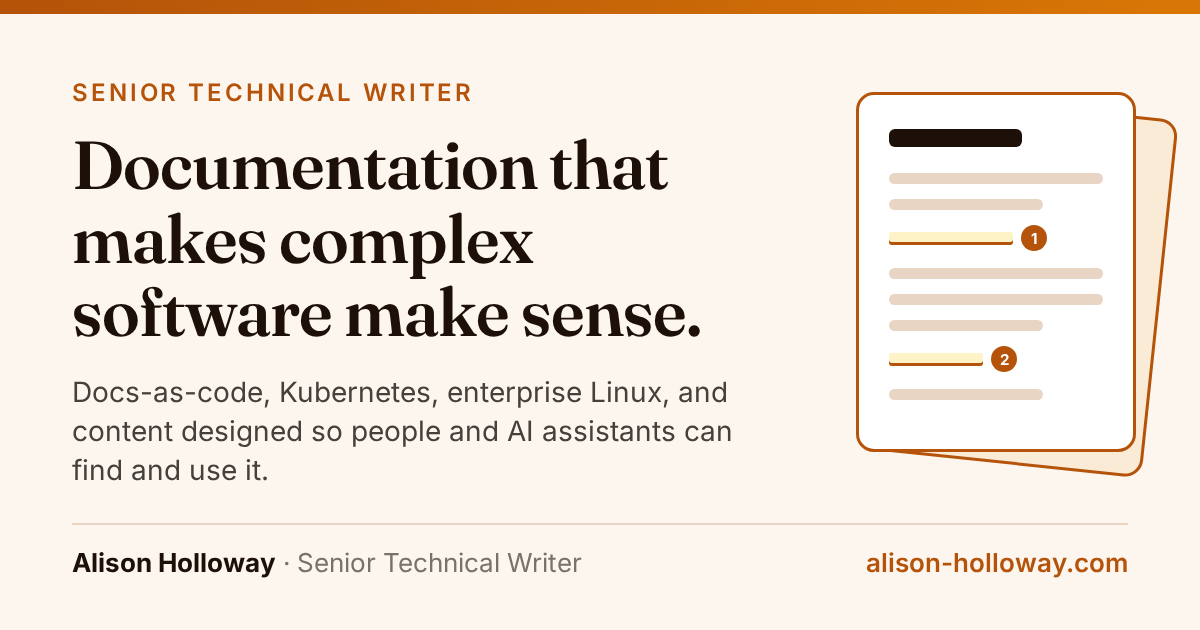 SENIOR TECHNICAL WRITER
Documentation that
makes complex
software make sense.
Docs-as-code, Kubernetes, enterprise Linux, and
content designed so people and AI assistants can
find and use it.
1
2
Alison Holloway · Senior Technical Writer
alison-holloway.com